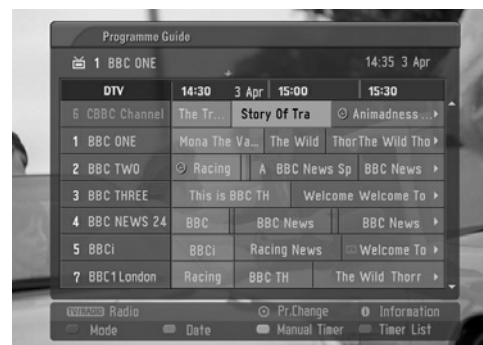 Programme Guide
1 BBC ONE 14:35 3 Apr
DTV 14:30 3 Apr 15:00 15:30
6 CBBC Channel The Tr... Story Of Tra Animadness ...
1 BBC ONE Mona The Va... The Wild Thor The Wild Tho
2 BBC TWO Racing A BBC News Sp BBC News
3 BBC THREE This is BBC TH Welcome Welcome To
4 BBC NEWS 24 BBC BBC News BBC News
5 BBCi BBCi Racing News Welcome To
7 BBC1 London Racing BBC TH The Wild Thorr
TV/RADIO Radio Pr.Change Information
Mode Date Manual Timer Timer List